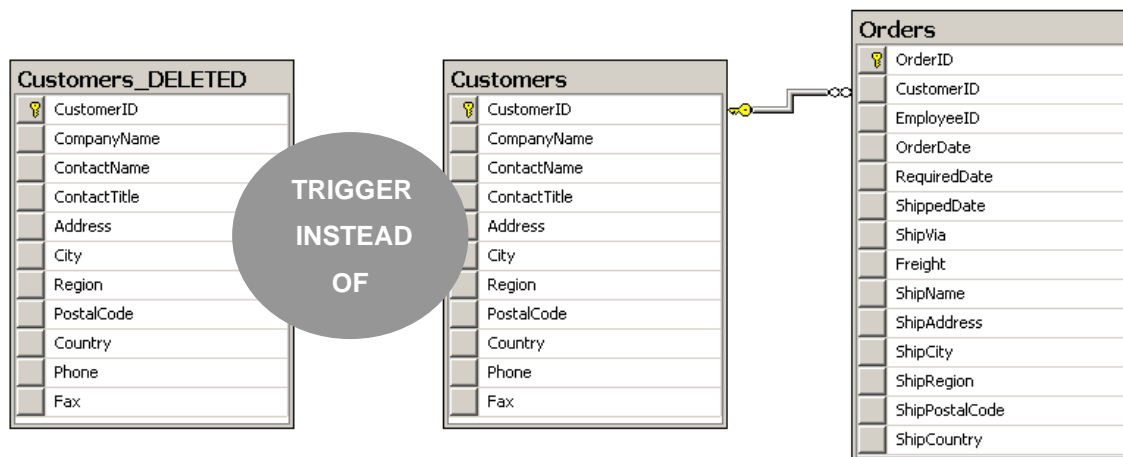 Customers_DELETED
CustomerID
CompanyName
ContactName
ContactTitle
Address
City
Region
PostalCode
Country
Phone
Fax
TRIGGER
INSTEAD
OF
Customers
CustomerID
CompanyName
ContactName
ContactTitle
Address
City
Region
PostalCode
Country
Phone
Fax
Orders
OrderID
CustomerID
EmployeeID
OrderDate
RequiredDate
ShippedDate
ShipVia
Freight
ShipName
ShipAddress
ShipCity
ShipRegion
ShipPostalCode
ShipCountry